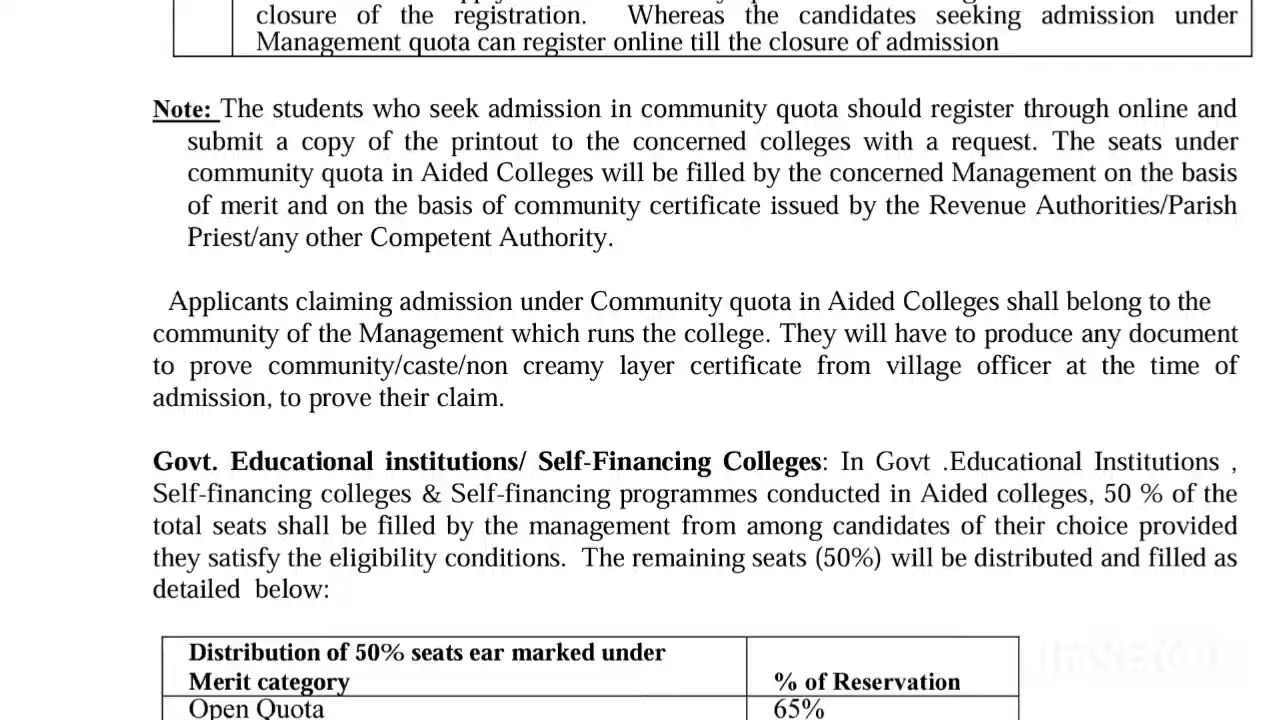 closure of the registration. Whereas the candidates seeking admission under
Management quota can register online till the closure of admission
Note: The students who seek admission in community quota should register through online and
submit a copy of the printout to the concerned colleges with a request. The seats under
community quota in Aided Colleges will be filled by the concerned Management on the basis
of merit and on the basis of community certificate issued by the Revenue Authorities/Parish
Priest/any other Competent Authority.
Applicants claiming admission under Community quota in Aided Colleges shall belong to the
community of the Management which runs the college. They will have to produce any document
to prove community/caste/non creamy layer certificate from village officer at the time of
admission, to prove their claim.
Govt. Educational institutions/ Self-Financing Colleges: In Govt .Educational Institutions ,
Self-financing colleges & Self-financing programmes conducted in Aided colleges, 50 % of the
total seats shall be filled by the management from among candidates of their choice provided
they satisfy the eligibility conditions. The remaining seats (50%) will be distributed and filled as
detailed below:
Distribution of 50% seats ear marked under
Merit category % of Reservation
Open Quota 65%